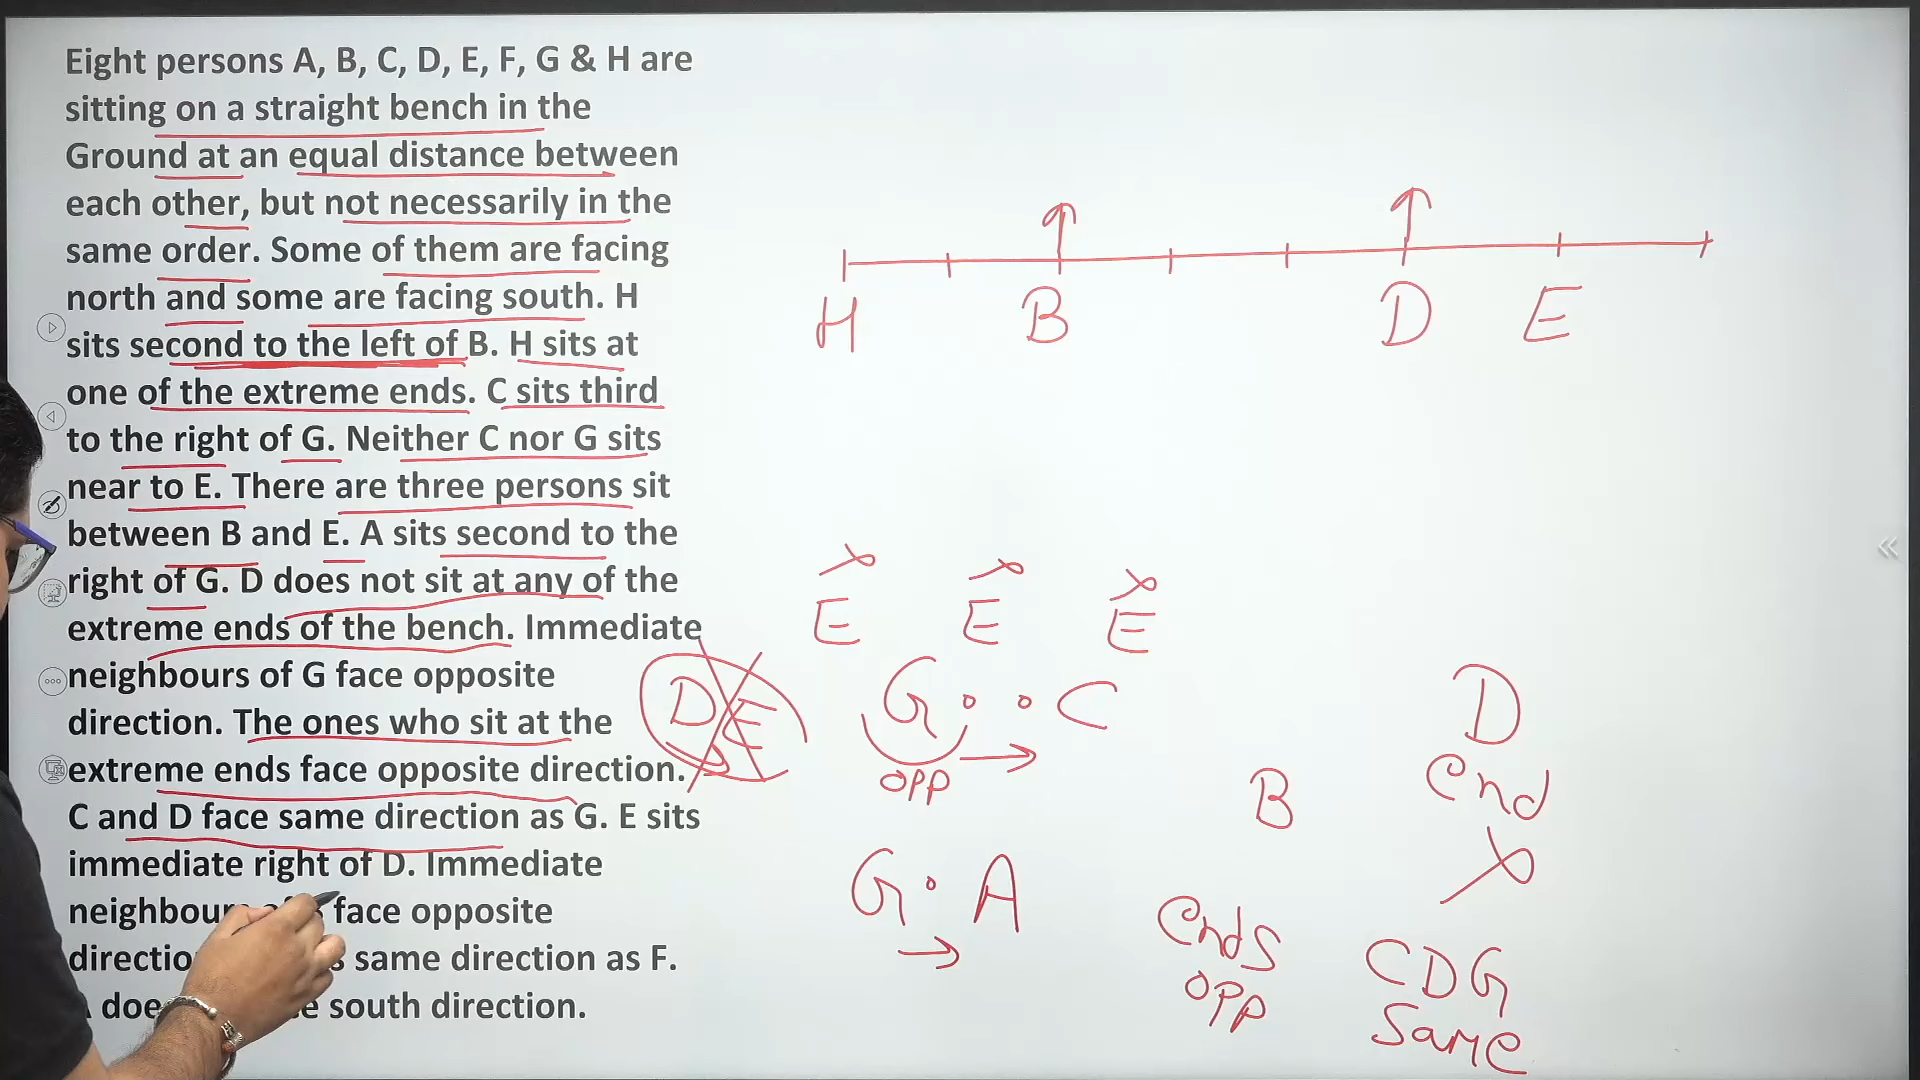 Eight persons A, B, C, D, E, F, G & H are
sitting on a straight bench in the
Ground at an equal distance between
each other, but not necessarily in the
same order. Some of them are facing
north and some are facing south. H
sits second to the left of B. H sits at
one of the extreme ends. C sits third
to the right of G. Neither C nor G sits
near to E. There are three persons sit
between B and E. A sits second to the
right of G. D does not sit at any of the
extreme ends of the bench. Immediate
neighbours of G face opposite
direction. The ones who sit at the
extreme ends face opposite direction.
C and D face same direction as G. E sits
immediate right of D. Immediate
face opposite
same direction as F.
south direction.
H B D E
E E E
D E G C
OPP
D
End
B
G A
Ends
OPP
CDG
Same